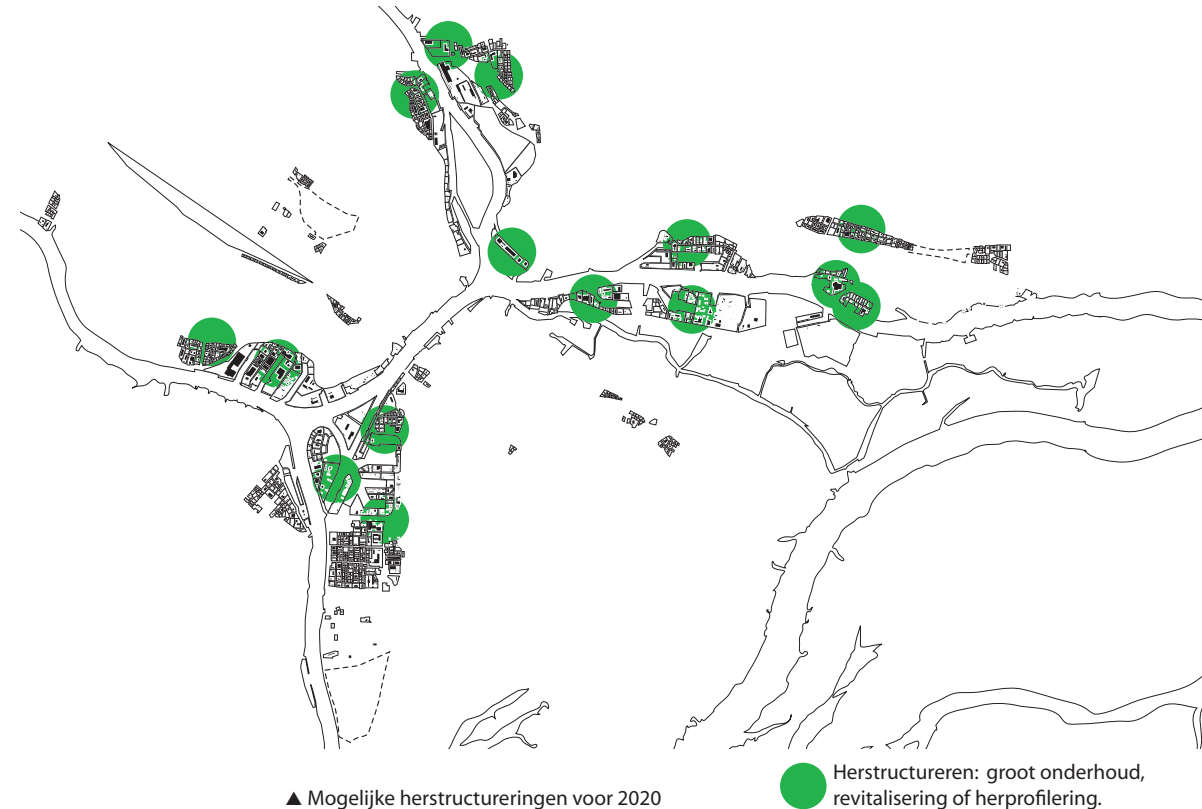 ▲ Mogelijke herstructureringen voor 2020
Herstructureren: groot onderhoud,
revitalisering of herprofilering.